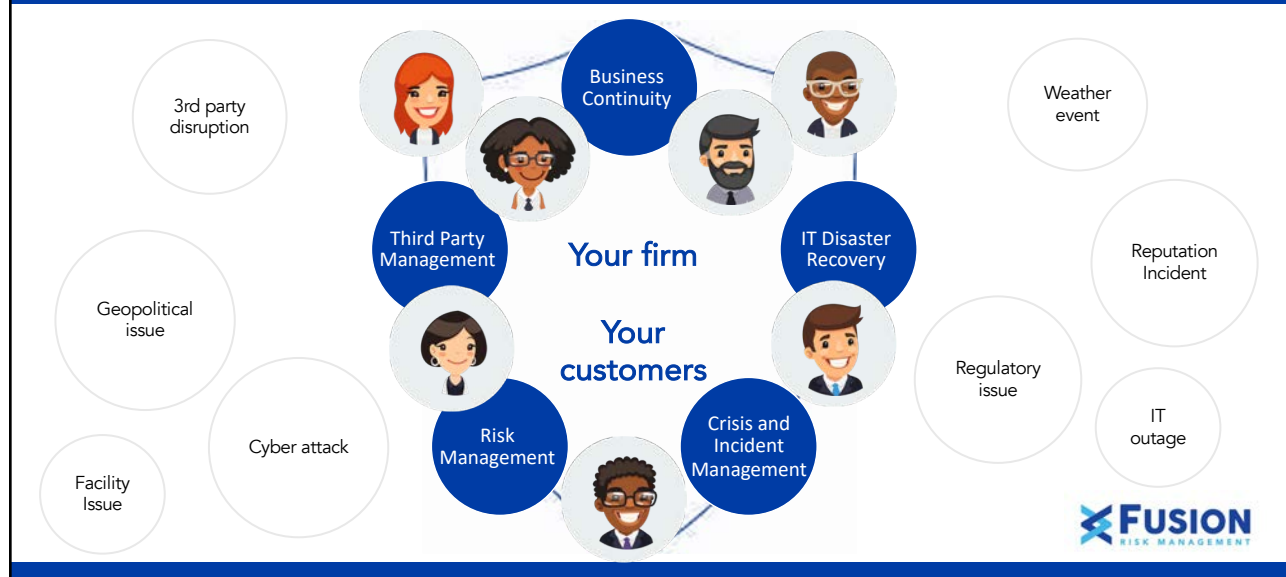 3rd party
disruption
Geopolitical
issue
Cyber attack
Facility
Issue
Business
Continuity
Third Party
Management
IT Disaster
Recovery
Your firm
Your
customers
Risk
Management
Crisis and
Incident
Management
Weather
event
Reputation
Incident
Regulatory
issue
IT
outage
FUSION
RISK MANAGEMENT